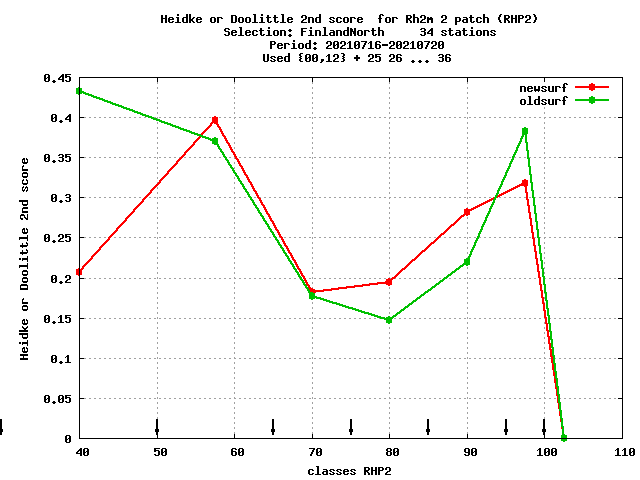 Heidke or Doolittle 2nd score  for Rh2m 2 patch (RHP2)
Selection: FinlandNorth     34 stations
Period: 20210716-20210720
Used {00,12} + 25 26 ... 36
newsurf
oldsurf
Heidke or Doolittle 2nd score
0.45
0.4
0.35
0.3
0.25
0.2
0.15
0.1
0.05
0
40 50 60 70 80 90 100 110
classes RHP2